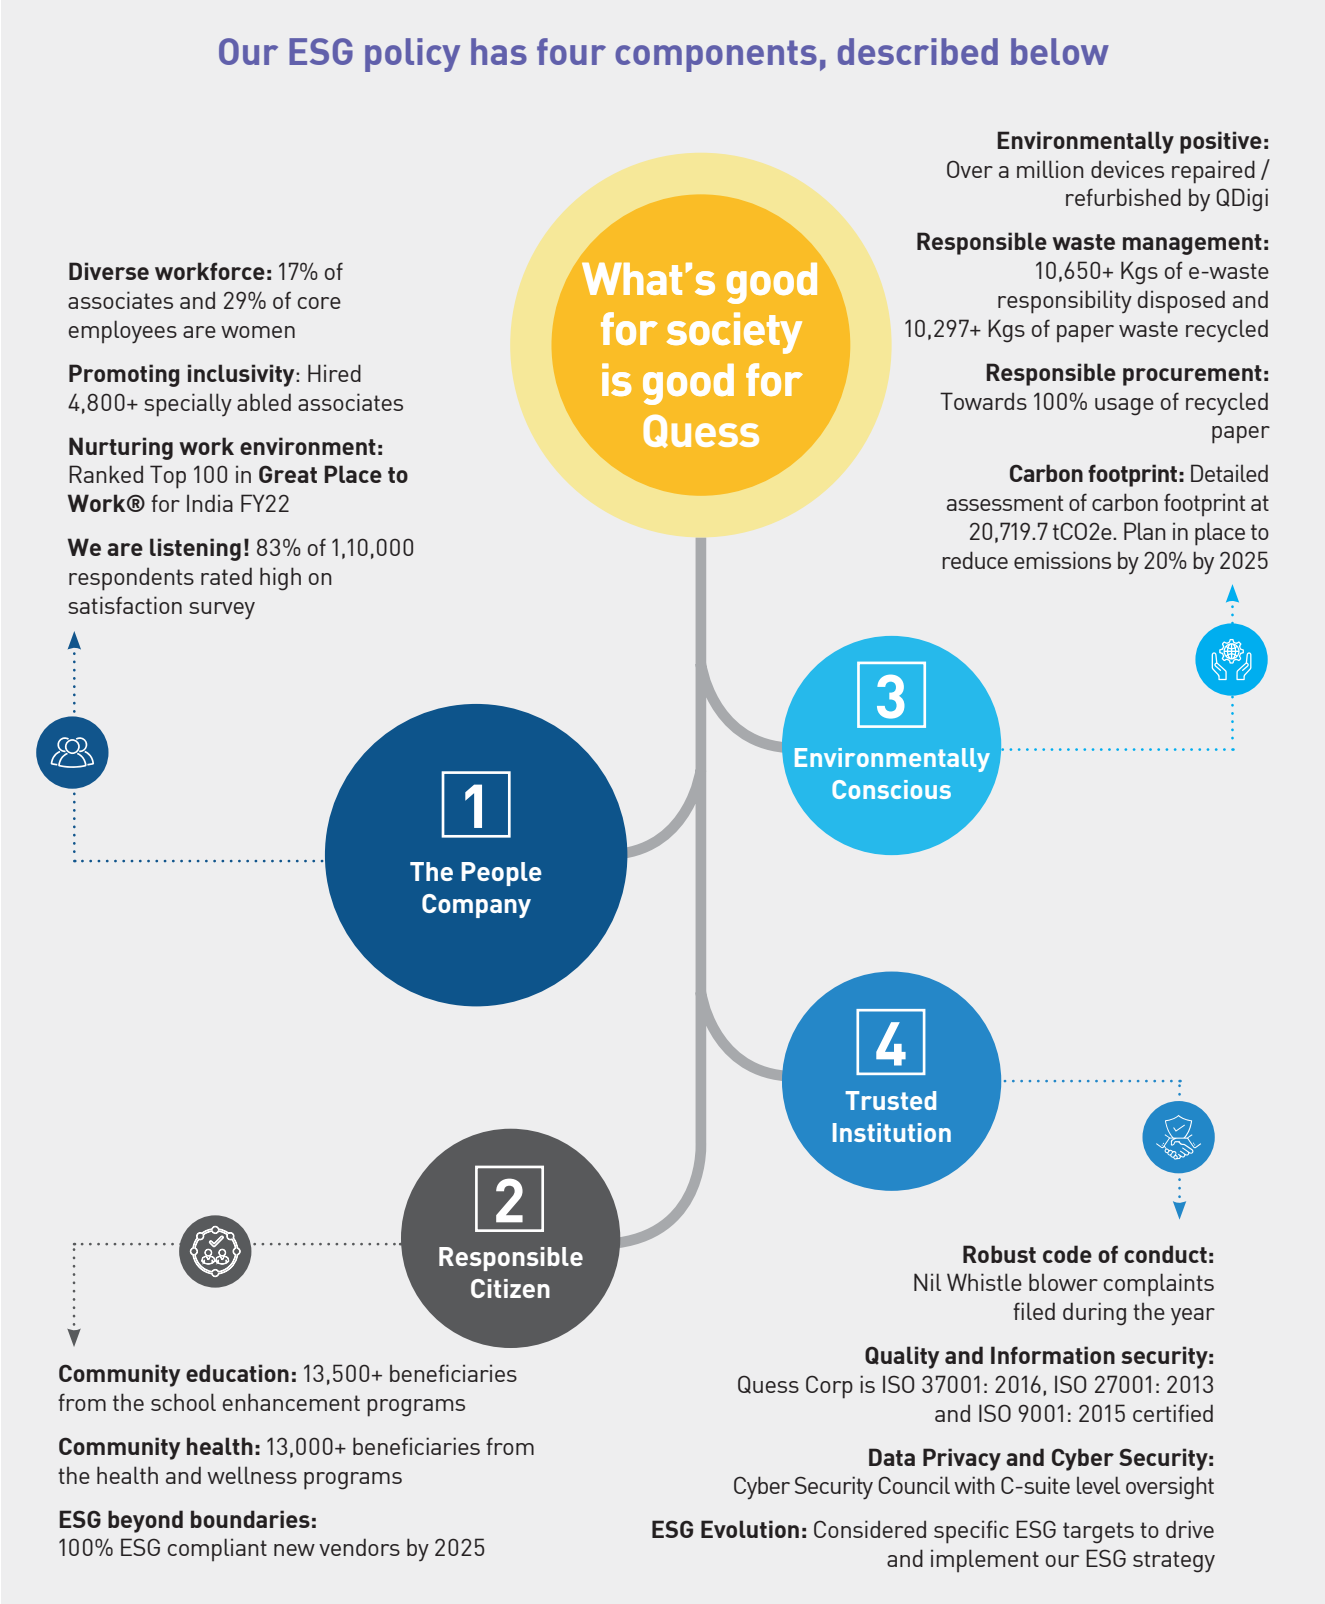 Our ESG policy has four components, described below
What's good
for society
is good for
Quess
Diverse workforce: 17% of
associates and 29% of core
employees are women
Promoting inclusivity: Hired
4,800+ specially abled associates
Nurturing work environment:
Ranked Top 100 in Great Place to
Work® for India FY22
We are listening! 83% of 1,10,000
respondents rated high on
satisfaction survey
1
The People
Company
2
Responsible
Citizen
Community education: 13,500+ beneficiaries
from the school enhancement programs
Community health: 13,000+ beneficiaries from
the health and wellness programs
ESG beyond boundaries:
100% ESG compliant new vendors by 2025
Environmentally positive:
Over a million devices repaired /
refurbished by QDigi
Responsible waste management:
10,650+ Kgs of e-waste
responsibility disposed and
10,297+ Kgs of paper waste recycled
Responsible procurement:
Towards 100% usage of recycled
paper
Carbon footprint: Detailed
assessment of carbon footprint at
20,719.7 tCO2e. Plan in place to
reduce emissions by 20% by 2025
3
Environmentally
Conscious
4
Trusted
Institution
Robust code of conduct:
Nil Whistle blower complaints
filed during the year
Quality and Information security:
Quess Corp is ISO 37001: 2016, ISO 27001: 2013
and ISO 9001: 2015 certified
Data Privacy and Cyber Security:
Cyber Security Council with C-suite level oversight
ESG Evolution: Considered specific ESG targets to drive
and implement our ESG strategy